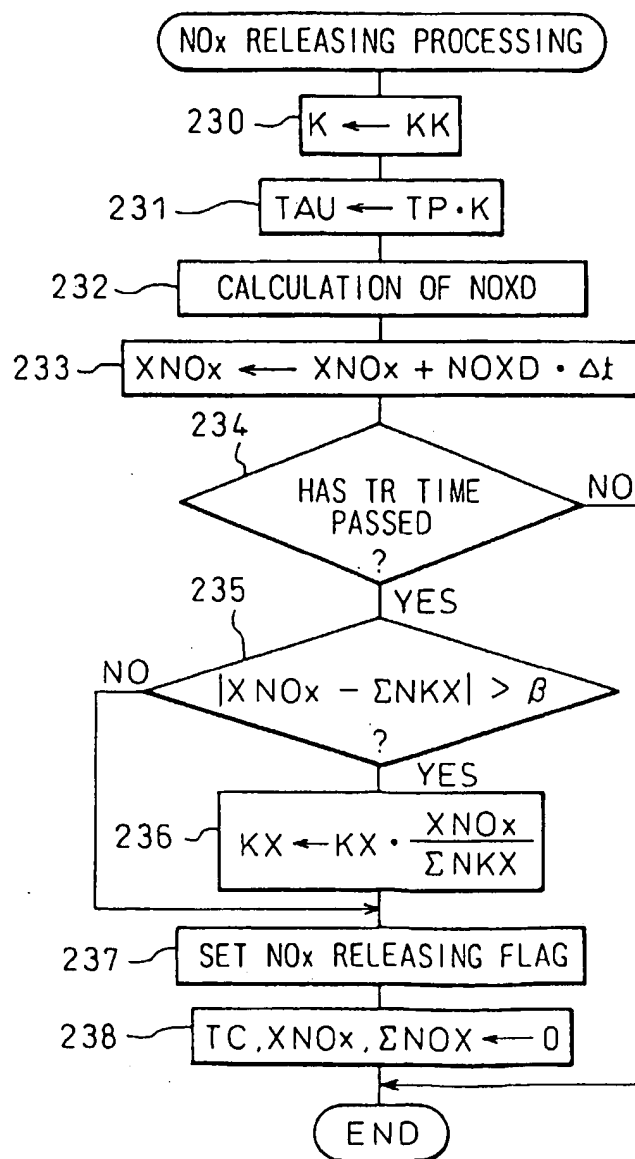 NOx RELEASING PROCESSING
230
K ← KK
231
TAU ← TP·K
232
CALCULATION OF NOXD
233
XNOx ← XNOx + NOXD · Δt
234
HAS TR TIME
PASSED
?
NO
YES
235
NO
|XNOx − ΣNKX| > β
?
YES
236
KX ← KX · XNOx / ΣNKX
237
SET NOx RELEASING FLAG
238
TC, XNOx, ΣNOX ← 0
END